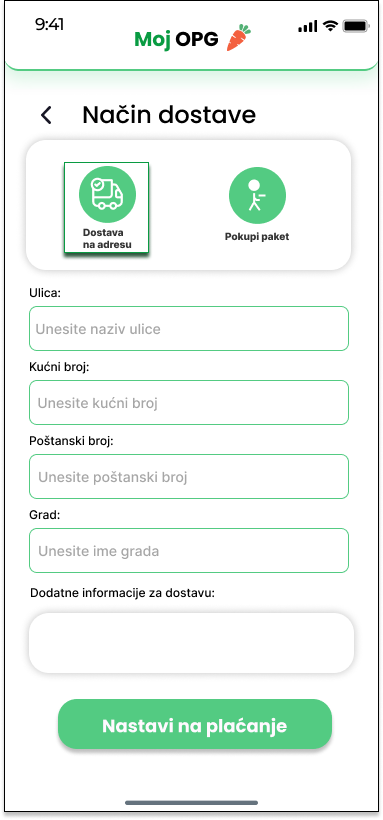 9:41
Moj OPG
Način dostave
Dostava
na adresu
Pokupi paket
Ulica:
Unesite naziv ulice
Kućni broj:
Unesite kućni broj
Poštanski broj:
Unesite poštanski broj
Grad:
Unesite ime grada
Dodatne informacije za dostavu:
Nastavi na plaćanje